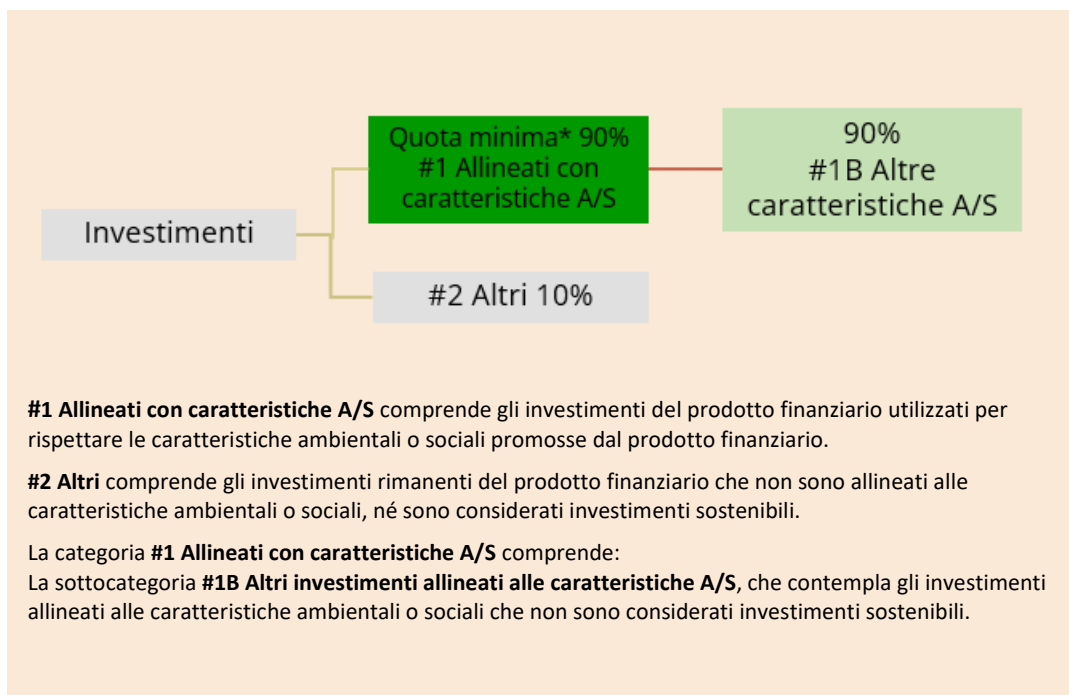 Quota minima* 90%
#1 Allineati con
caratteristiche A/S
90%
#1B Altre
caratteristiche A/S
Investimenti
#2 Altri 10%
#1 Allineati con caratteristiche A/S comprende gli investimenti del prodotto finanziario utilizzati per
rispettare le caratteristiche ambientali o sociali promosse dal prodotto finanziario.
#2 Altri comprende gli investimenti rimanenti del prodotto finanziario che non sono allineati alle
caratteristiche ambientali o sociali, né sono considerati investimenti sostenibili.
La categoria #1 Allineati con caratteristiche A/S comprende:
La sottocategoria #1B Altri investimenti allineati alle caratteristiche A/S, che contempla gli investimenti
allineati alle caratteristiche ambientali o sociali che non sono considerati investimenti sostenibili.